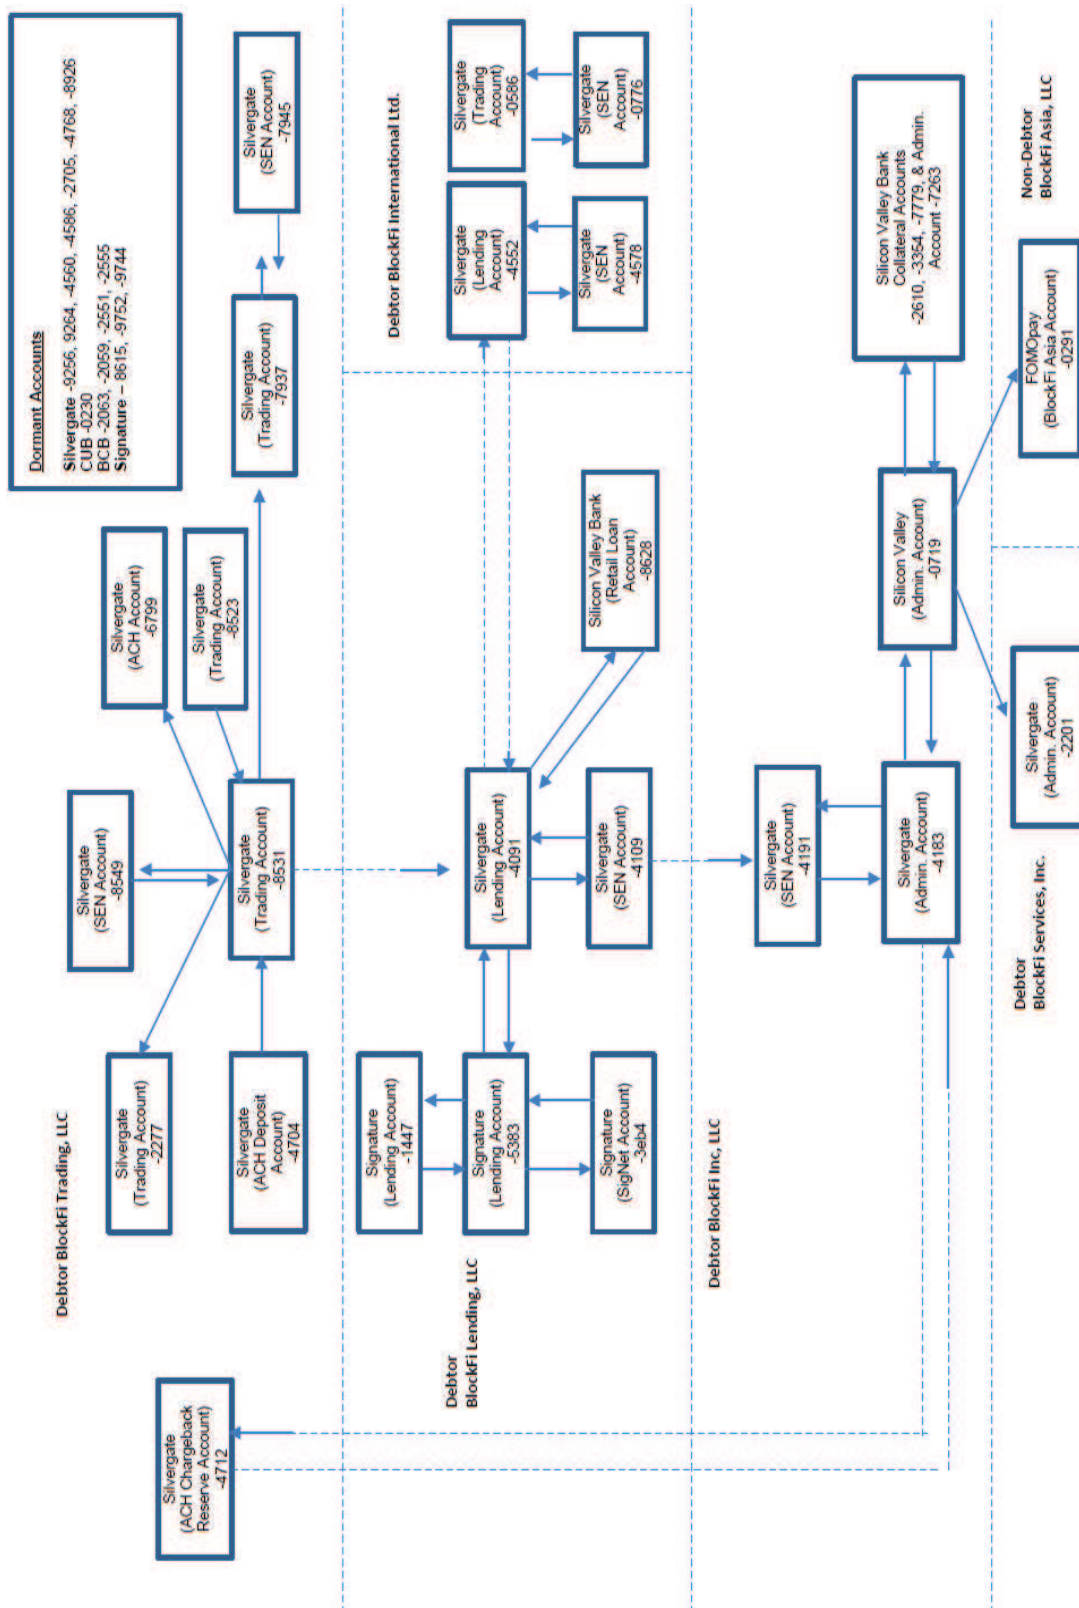 Debtor BlockFi Trading, LLC
Silvergate
(ACH Chargeback
Reserve Account)
-4712
Silvergate
(Trading Account)
-2277
Silvergate
(ACH Deposit
Account)
-4704
Silvergate
(SEN Account)
-8549
Silvergate
(Trading Account)
-8531
Silvergate
(ACH Account)
-6799
Silvergate
(Trading Account)
-8523
Silvergate
(Trading Account)
-7937
Silvergate
(SEN Account)
-7945
Dormant Accounts
Silvergate -9256, 9264, -4560, -4586, -2705, -4768, -8926
CUB -0230
BCB -2063, -2059, -2551, -2555
Signature – 8615, -9752, -9744
Debtor
BlockFi Lending, LLC
Signature
(Lending Account)
-1447
Signature
(Lending Account)
-5383
Signature
(SigNet Account)
-3eb4
Silvergate
(Lending Account)
-4091
Silvergate
(SEN Account)
-4109
Silicon Valley Bank
(Retail Loan
Account)
-8628
Debtor BlockFi International Ltd.
Silvergate
(Lending
Account)
-4552
Silvergate
(SEN
Account)
-4578
Silvergate
(Trading
Account)
-0586
Silvergate
(SEN
Account)
-0776
Debtor BlockFi Inc, LLC
Silvergate
(SEN Account)
-4191
Silvergate
(Admin. Account)
-4183
Silicon Valley
(Admin. Account)
-0719
Silicon Valley Bank
Collateral Accounts
-2610, -3354, -7779, & Admin.
Account -7263
Debtor
BlockFi Services, Inc.
Silvergate
(Admin. Account)
-2201
FOMOpay
(BlockFi Asia Account)
-0291
Non-Debtor
BlockFi Asia, LLC